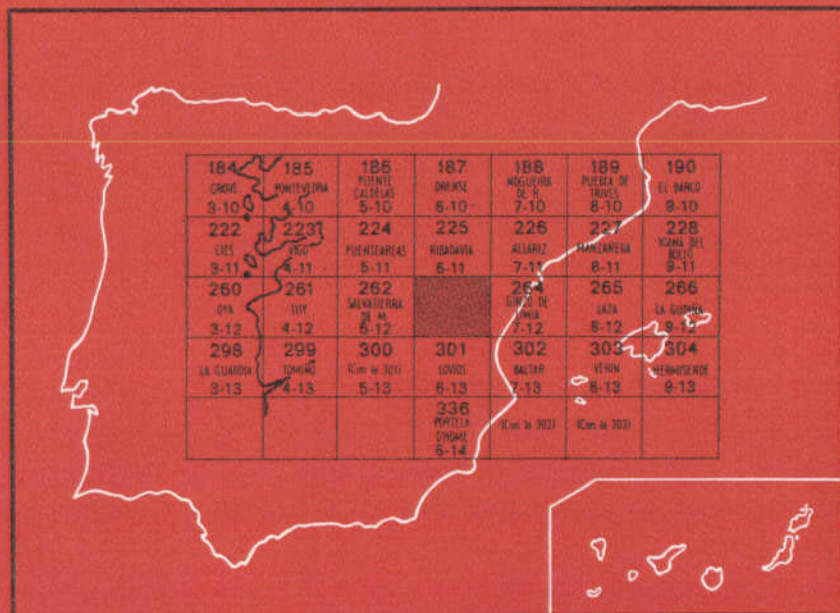 184 185 186 187 188 189 190
GROVE PONTEVEDRA PUENTE CALDELAS ORENSE NOGUEIRA DE R. PUEBLA DE TRIVES EL BARCO
3-10 4-10 5-10 6-10 7-10 8-10 9-10
222 223 224 225 226 227 228
CIES VIGO PUENTEAREAS RIBADAVIA ALLARIZ MANZANEDA VIANA DEL BOLLO
3-11 4-11 5-11 6-11 7-11 8-11 9-11
260 261 262 264 265 266
OYA TUY SALVATIERRA DE M. GINZO DE LIMIA LAZA LA GUDIÑA
3-12 4-12 5-12 7-12 8-12 9-12
298 299 300 301 302 303 304
LA GUARDIA TOMIÑO (Con la 301) LOVIOS BALTAR VERIN HERMISENDE
3-13 4-13 5-13 6-13 7-13 8-13 9-13
336
PORTELA D'HOME (Con la 302) (Con la 303)
6-14